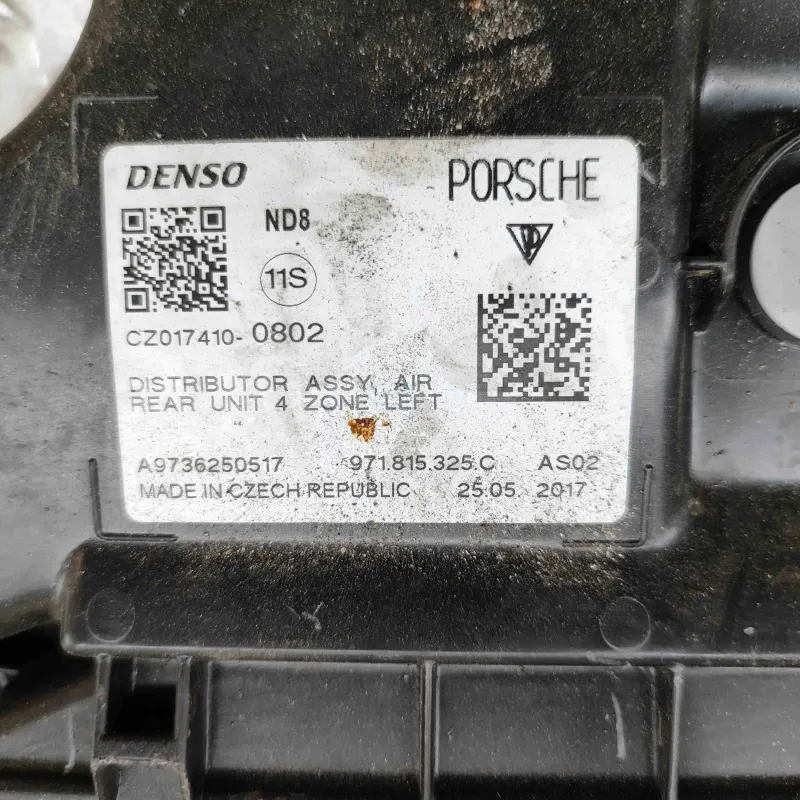 DENSO PORSCHE
ND8
11S
CZ017410-0802
DISTRIBUTOR ASSY, AIR
REAR UNIT 4 ZONE LEFT
A9736250517 971.815.325.C AS02
MADE IN CZECH REPUBLIC 25.05. 2017